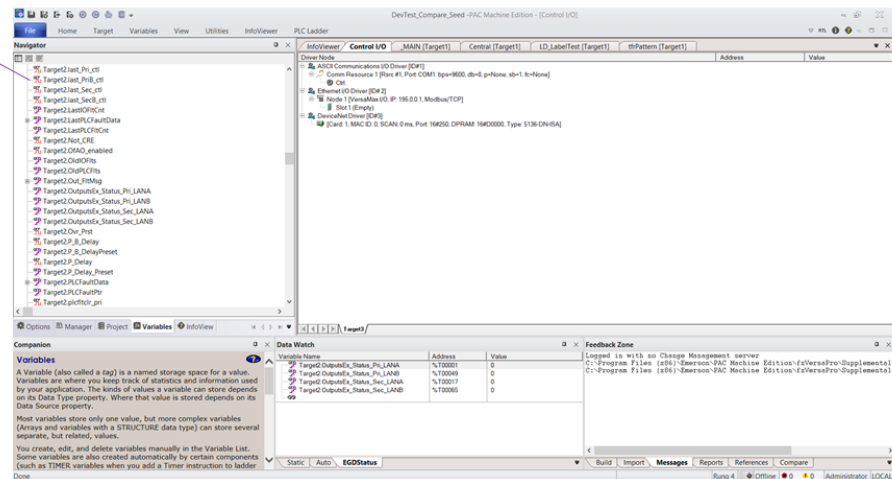 DevTest_Compare_Seed -PAC Machine Edition - [Control I/O]
File Home Target Variables View Utilities InfoViewer PLC Ladder
Navigator
Target2.last_Pri_ctl
Target2.last_PriB_ctl
Target2.last_Sec_ctl
Target2.last_SecB_ctl
Target2.LastIOFltCnt
Target2.LastPLCFaultData
Target2.LastPLCFltCnt
Target2.Not_CRE
Target2.OfAO_enabled
Target2.OldIOFlts
Target2.OldPLCFlts
Target2.Out_FltMsg
Target2.OutputsEx_Status_Pri_LANA
Target2.OutputsEx_Status_Pri_LANB
Target2.OutputsEx_Status_Sec_LANA
Target2.OutputsEx_Status_Sec_LANB
Target2.Ovr_Prst
Target2.P_B_Delay
Target2.P_B_DelayPreset
Target2.P_Delay
Target2.P_Delay_Preset
Target2.PLCFaultData
Target2.PLCFaultPtr
Target2.plcfltclr_pri
Options Manager Project Variables InfoView
InfoViewer Control I/O _MAIN [Target1] Central [Target1] LD_LabelTest [Target1] tfrPattern [Target1]
Driver Node Address Value
ASCII Communications I/O Driver [ID#1]
Comm Resource 1 [Rsrc #1, Port COM1: bps=9600, db=8, p=None, sb=1, fc=None]
Ctrl
Ethernet I/O Driver [ID# 2]
Node 1 [VersaMax I/O, IP: 195.0.0.1, Modbus/TCP]
Slot 1 (Empty)
DeviceNet Driver [ID#3]
[Card: 1, MAC ID: 0, SCAN: 0 ms, Port: 16#250, DPRAM: 16#D0000, Type: 5136-DN-ISA]
Target3
Companion
Variables
A Variable (also called a tag) is a named storage space for a value.
Variables are where you keep track of statistics and information used
by your application. The kinds of values a variable can store depends
on its Data Type property. Where that value is stored depends on its
Data Source property.
Most variables store only one value, but more complex variables
(Arrays and variables with a STRUCTURE data type) can store several
separate, but related, values.
You create, edit, and delete variables manually in the Variable List.
Some variables are also created automatically by certain components
(such as TIMER variables when you add a Timer instruction to ladder
Data Watch
Variable Name Address Value
Target2.OutputsEx_Status_Pri_LANA %T00001 0
Target2.OutputsEx_Status_Pri_LANB %T00049 0
Target2.OutputsEx_Status_Sec_LANA %T00017 0
Target2.OutputsEx_Status_Sec_LANB %T00065 0
Static Auto EGDStatus
Feedback Zone
Logged in with no Change Management server
C:\Program Files (x86)\Emerson\PAC Machine Edition\fxVersaPro\Supplemental
C:\Program Files (x86)\Emerson\PAC Machine Edition\fxVersaPro\Supplemental
Build Import Messages Reports References Compare
Done Rung 4 Offline 0 0 Administrator LOCAL